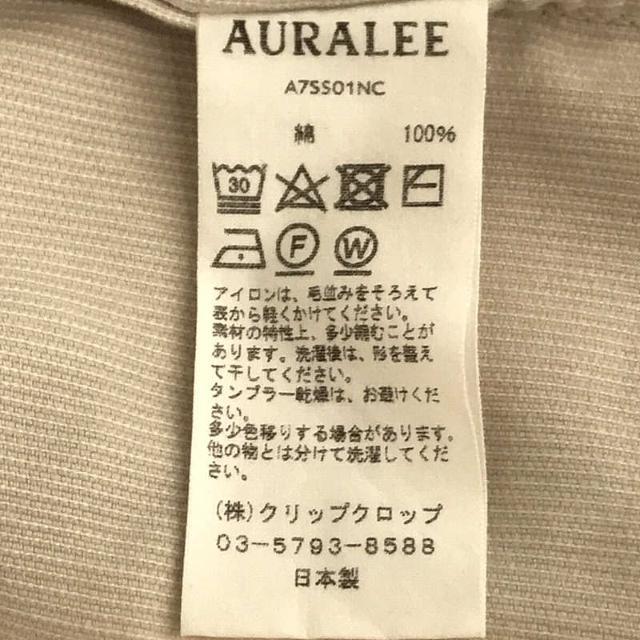 AURALEE
A7SS01NC
綿 100%
30
F W
アイロンは、毛並みをそろえて
表から軽くかけてください。
素材の特性上、多少縮むことが
あります。洗濯後は、形を整え
て干してください。
タンブラー乾燥は、お避けくだ
さい。
多少色移りする場合があります。
他の物とは分けて洗濯してくだ
さい。
(株)クリップクロップ
03-5793-8588
日本製